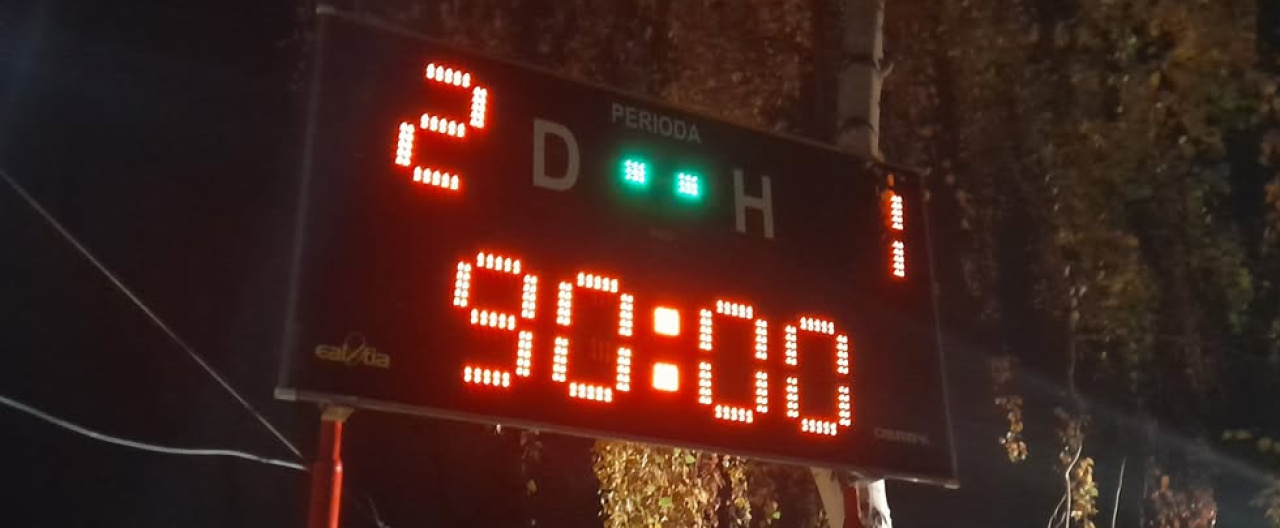 PERIODA
2 D -- H 1
90:00